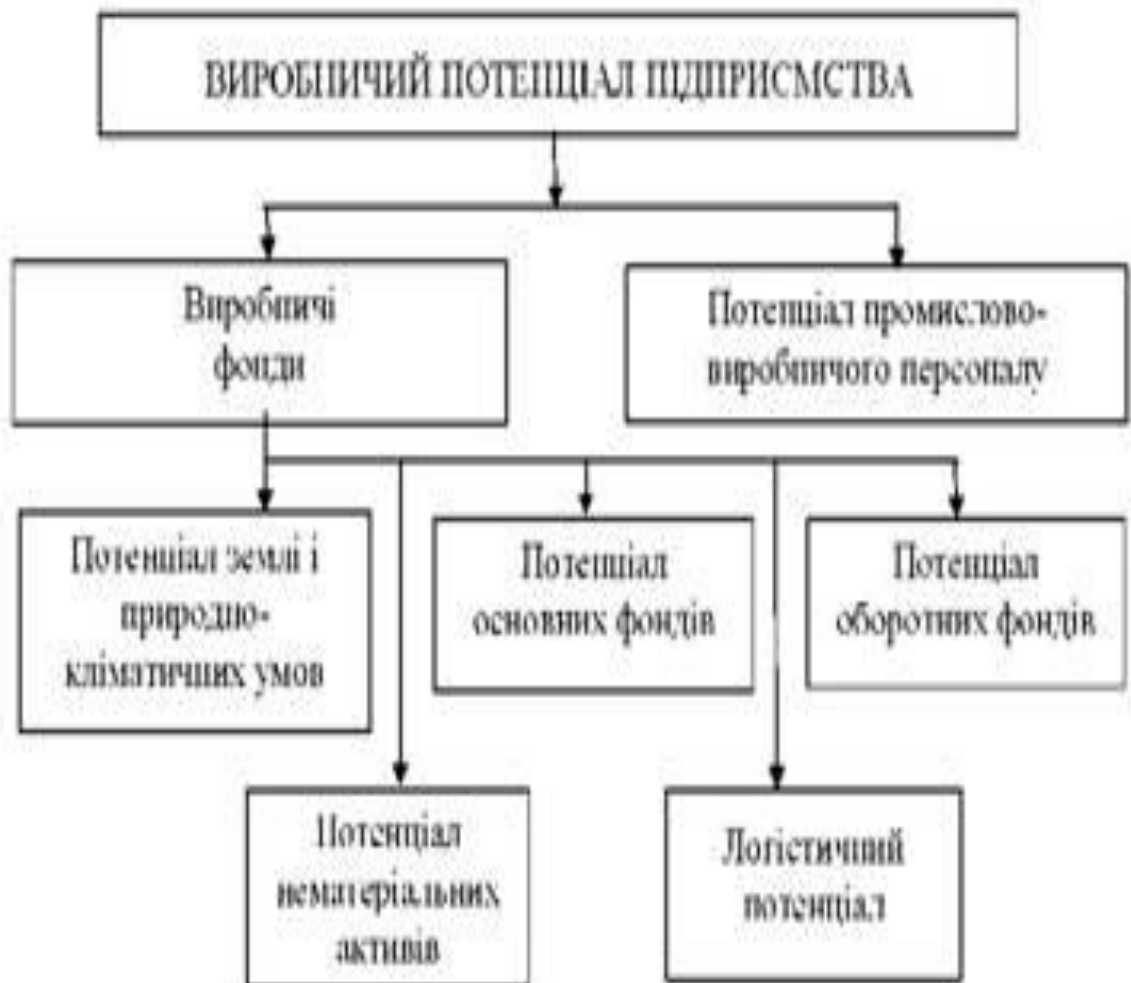 ВИРОБНИЧИЙ ПОТЕНЦІАЛ ПІДПРИЄМСТВА
Виробничі
фонди
Потенціал промислово-
виробничого персоналу
Потенціал землі і
природно-
кліматичних умов
Потенціал
основних фондів
Потенціал
оборотних фондів
Потенціал
нематеріальних
активів
Логістичний
потенціал